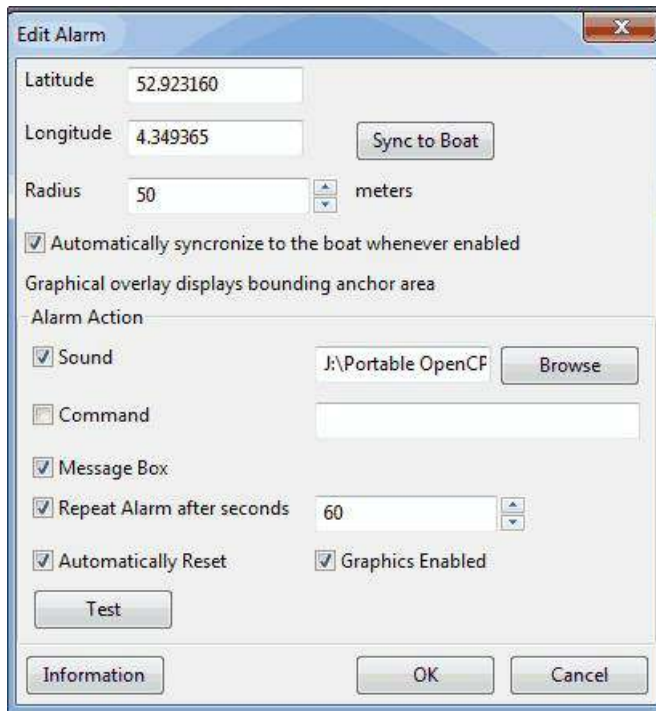 Edit Alarm
Latitude 52.923160
Longitude 4.349365 Sync to Boat
Radius 50 meters
Automatically syncronize to the boat whenever enabled
Graphical overlay displays bounding anchor area
Alarm Action
Sound J:\Portable OpenCP Browse
Command
Message Box
Repeat Alarm after seconds 60
Automatically Reset Graphics Enabled
Test
Information OK Cancel